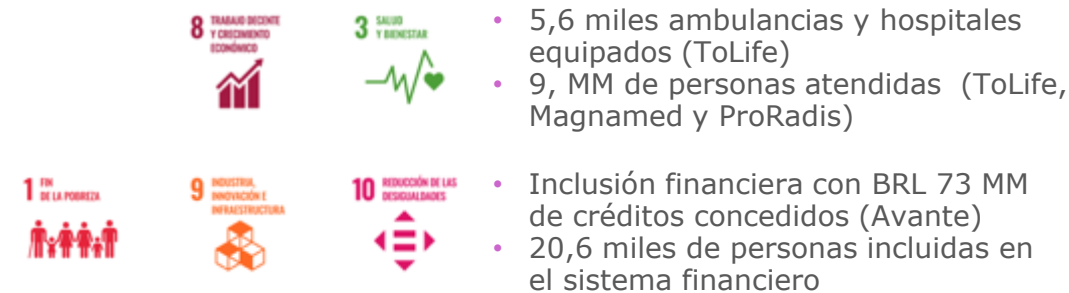 8 TRABAJO DECENTE
Y CRECIMIENTO
ECONÓMICO
3 SALUD
Y BIENESTAR
• 5,6 miles ambulancias y hospitales
equipados (ToLife)
• 9, MM de personas atendidas (ToLife,
Magnamed y ProRadis)
1 FIN
DE LA POBREZA
9 INDUSTRIA,
INNOVACIÓN E
INFRAESTRUCTURA
10 REDUCCIÓN DE LAS
DESIGUALDADES
• Inclusión financiera con BRL 73 MM
de créditos concedidos (Avante)
• 20,6 miles de personas incluidas en
el sistema financiero